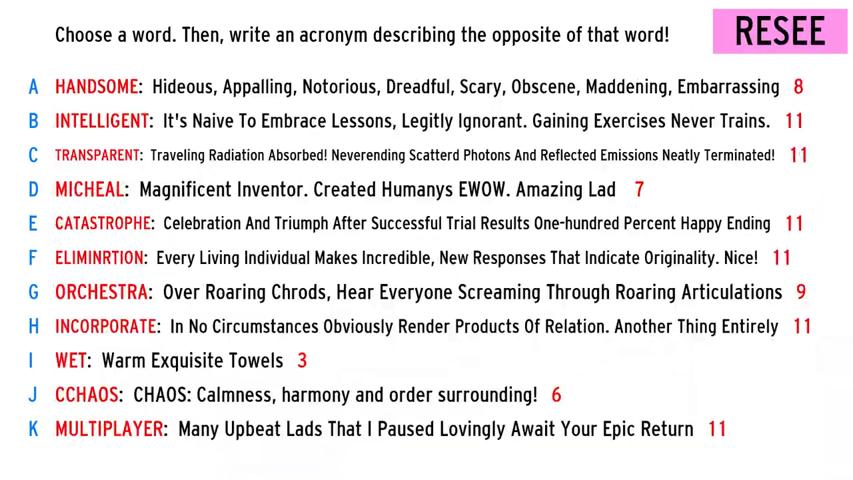 Choose a word. Then, write an acronym describing the opposite of that word!
RESEE
A HANDSOME: Hideous, Appalling, Notorious, Dreadful, Scary, Obscene, Maddening, Embarrassing 8
B INTELLIGENT: It's Naive To Embrace Lessons, Legitly Ignorant. Gaining Exercises Never Trains. 11
C TRANSPARENT: Traveling Radiation Absorbed! Neverending Scatterd Photons And Reflected Emissions Neatly Terminated! 11
D MICHEAL: Magnificent Inventor. Created Humanys EWOW. Amazing Lad 7
E CATASTROPHE: Celebration And Triumph After Successful Trial Results One-hundred Percent Happy Ending 11
F ELIMINRTION: Every Living Individual Makes Incredible, New Responses That Indicate Originality. Nice! 11
G ORCHESTRA: Over Roaring Chrods, Hear Everyone Screaming Through Roaring Articulations 9
H INCORPORATE: In No Circumstances Obviously Render Products Of Relation. Another Thing Entirely 11
I WET: Warm Exquisite Towels 3
J CCHAOS: CHAOS: Calmness, harmony and order surrounding! 6
K MULTIPLAYER: Many Upbeat Lads That I Paused Lovingly Await Your Epic Return 11